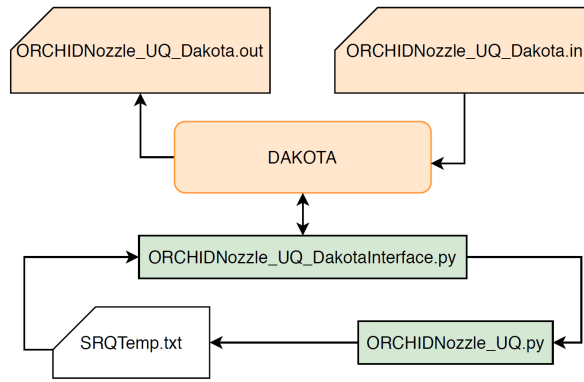 ORCHIDNozzle_UQ_Dakota.out
ORCHIDNozzle_UQ_Dakota.in
DAKOTA
ORCHIDNozzle_UQ_DakotaInterface.py
SRQTemp.txt
ORCHIDNozzle_UQ.py